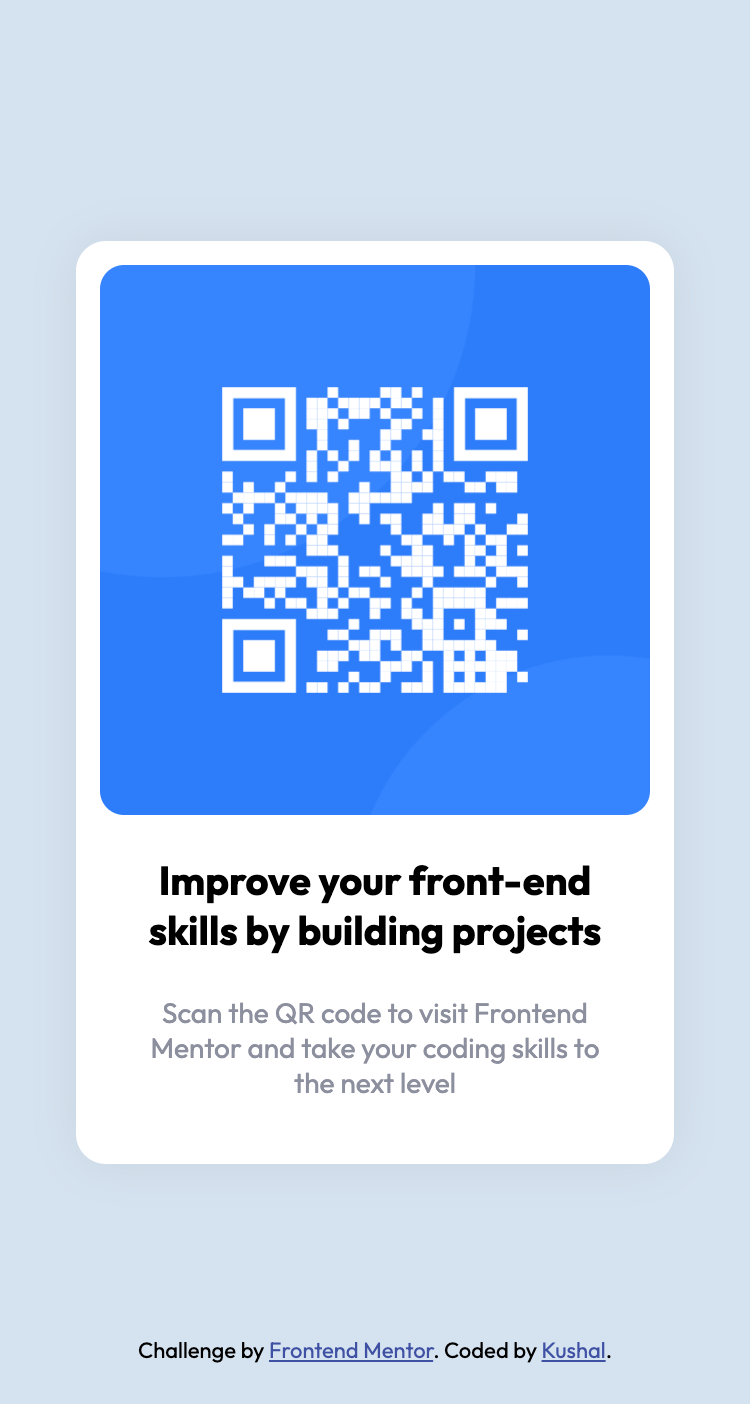 Improve your front-end
skills by building projects
Scan the QR code to visit Frontend
Mentor and take your coding skills to
the next level
Challenge by Frontend Mentor. Coded by Kushal.